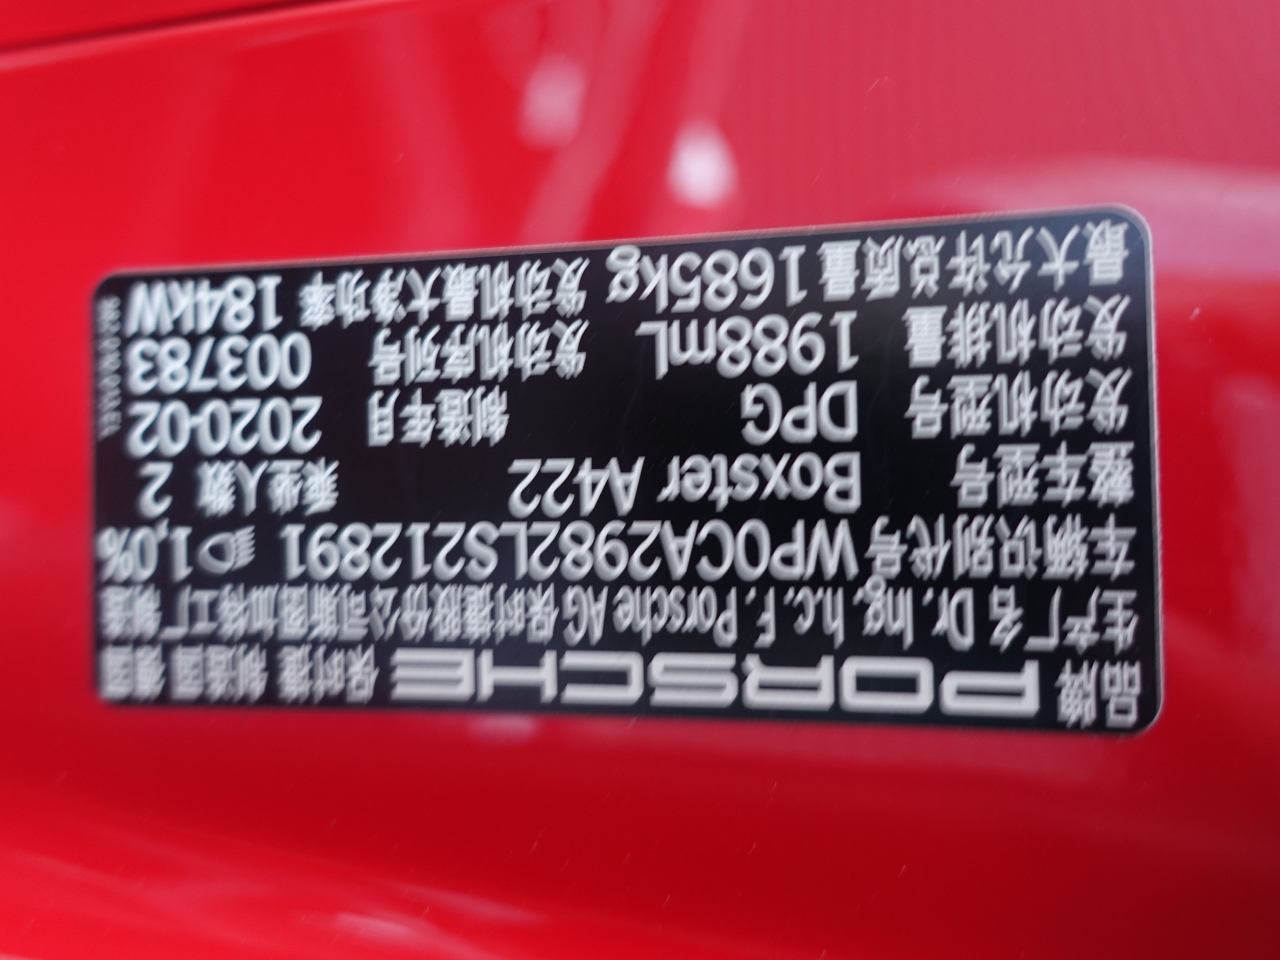 品牌 PORSCHE 保时捷 制造国 德国
生产厂名 Dr. Ing. h.c. F. Porsche AG 保时捷股份公司斯图加特工厂制造
车辆识别代号 WP0CA2982LS212891 1,0%
整车型号 Boxster A422 乘坐人数 2
发动机型号 DPG 制造年月 2020-02
发动机排量 1988mL 发动机序列号 003783
最大允许总质量 1685kg 发动机最大净功率 184kW